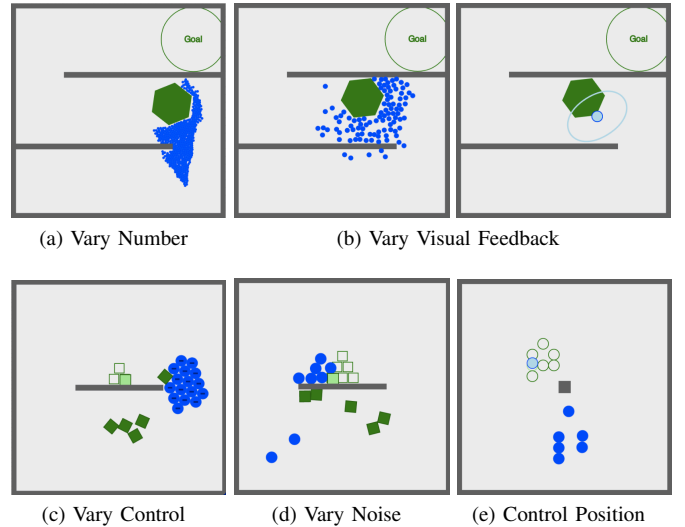 Goal
Goal
Goal
(a) Vary Number
(b) Vary Visual Feedback
(c) Vary Control
(d) Vary Noise
(e) Control Position